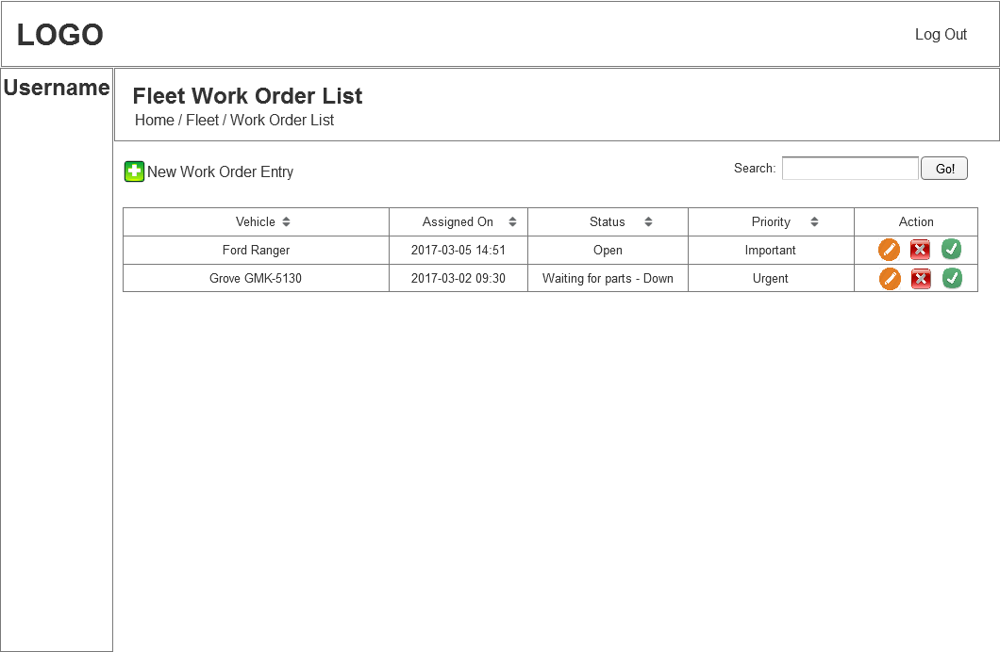 LOGO
Log Out
Username
Fleet Work Order List
Home / Fleet / Work Order List
New Work Order Entry
Search:
Go!
Vehicle Assigned On Status Priority Action
Ford Ranger 2017-03-05 14:51 Open Important
Grove GMK-5130 2017-03-02 09:30 Waiting for parts - Down Urgent